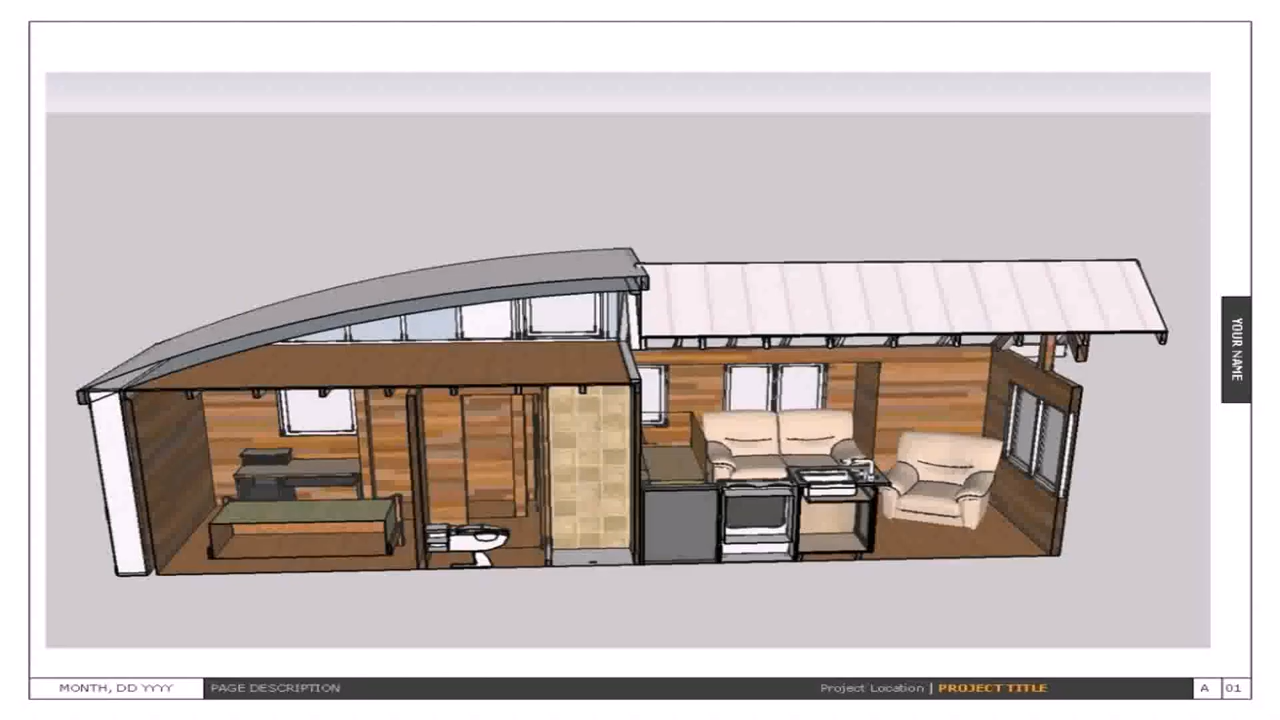 YOUR NAME
MONTH, DD YYYY
PAGE DESCRIPTION
Project Location | PROJECT TITLE
A 01